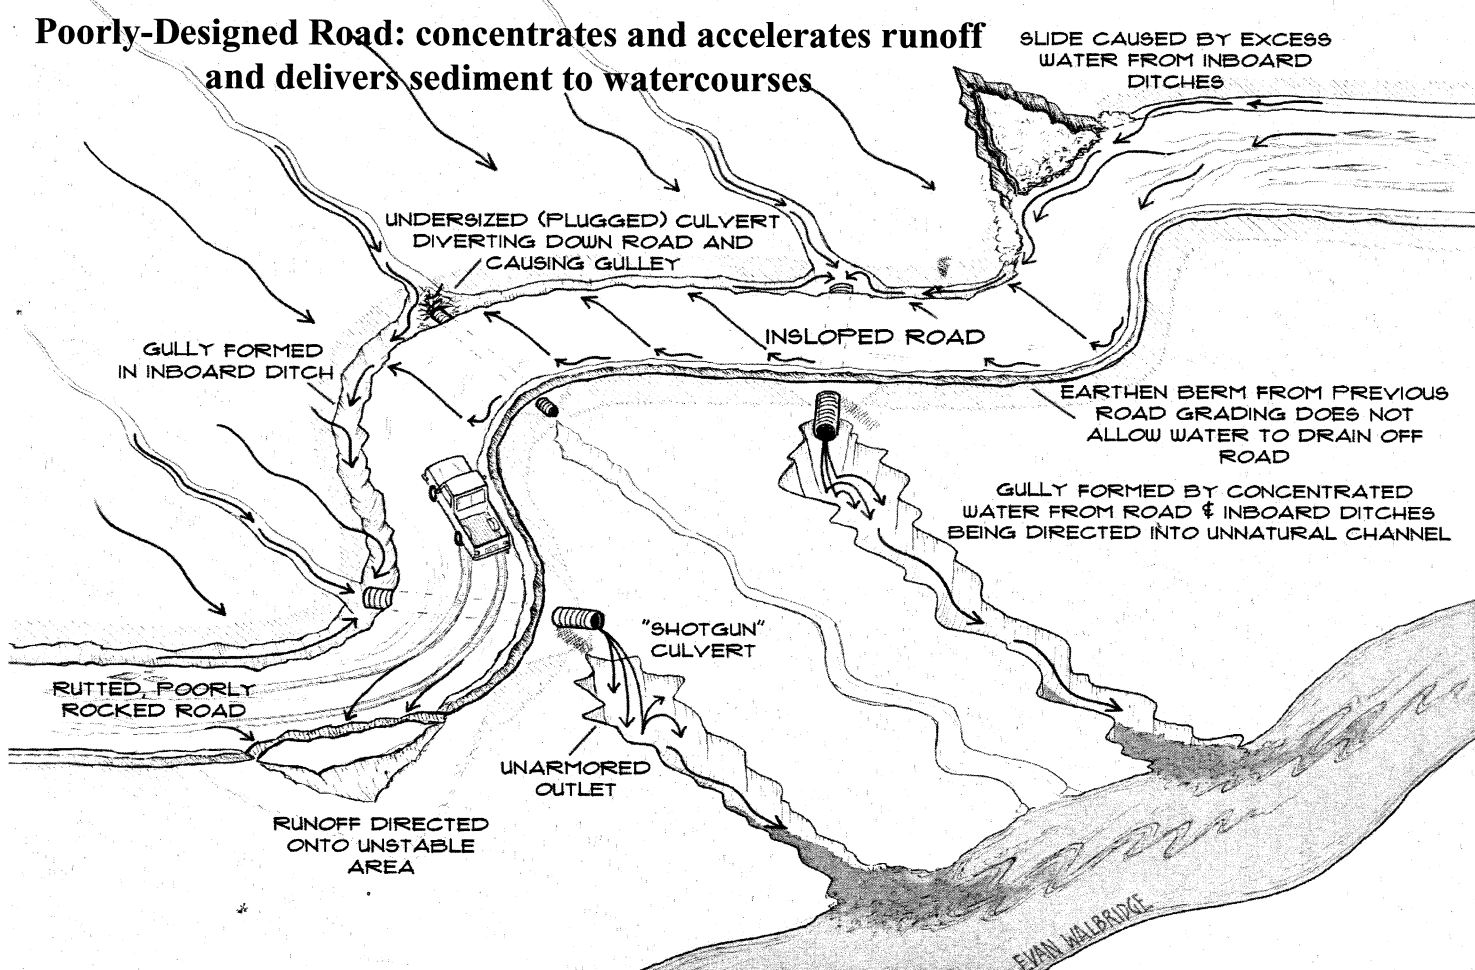 Poorly-Designed Road: concentrates and accelerates runoff
and delivers sediment to watercourses
SLIDE CAUSED BY EXCESS
WATER FROM INBOARD
DITCHES
UNDERSIZED (PLUGGED) CULVERT
DIVERTING DOWN ROAD AND
CAUSING GULLEY
GULLY FORMED
IN INBOARD DITCH
INSLOPED ROAD
EARTHEN BERM FROM PREVIOUS
ROAD GRADING DOES NOT
ALLOW WATER TO DRAIN OFF
ROAD
GULLY FORMED BY CONCENTRATED
WATER FROM ROAD & INBOARD DITCHES
BEING DIRECTED INTO UNNATURAL CHANNEL
"SHOTGUN"
CULVERT
RUTTED, POORLY
ROCKED ROAD
UNARMORED
OUTLET
RUNOFF DIRECTED
ONTO UNSTABLE
AREA
EVAN WALBRIDGE